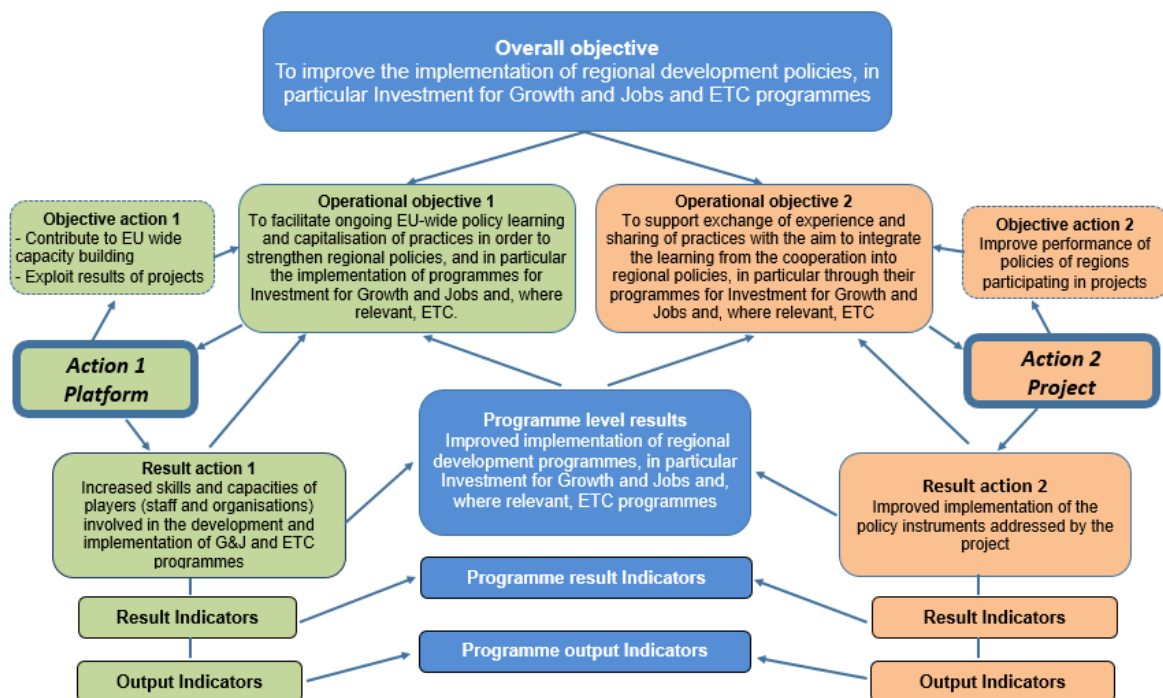 Overall objective
To improve the implementation of regional development policies, in
particular Investment for Growth and Jobs and ETC programmes
Operational objective 1
To facilitate ongoing EU-wide policy learning
and capitalisation of practices in order to
strengthen regional policies, and in particular
the implementation of programmes for
Investment for Growth and Jobs and, where
relevant, ETC.
Operational objective 2
To support exchange of experience and
sharing of practices with the aim to integrate
the learning from the cooperation into
regional policies, in particular through their
programmes for Investment for Growth and
Jobs and, where relevant, ETC
Objective action 1
- Contribute to EU wide
capacity building
- Exploit results of projects
Objective action 2
Improve performance of
policies of regions
participating in projects
Action 1
Platform
Action 2
Project
Programme level results
Improved implementation of regional
development programmes, in particular
Investment for Growth and Jobs and,
where relevant, ETC programmes
Result action 1
Increased skills and capacities of
players (staff and organisations)
involved in the development and
implementation of G&J and ETC
programmes
Result action 2
Improved implementation of the
policy instruments addressed by the
project
Programme result Indicators
Result Indicators
Result Indicators
Programme output Indicators
Output Indicators
Output Indicators